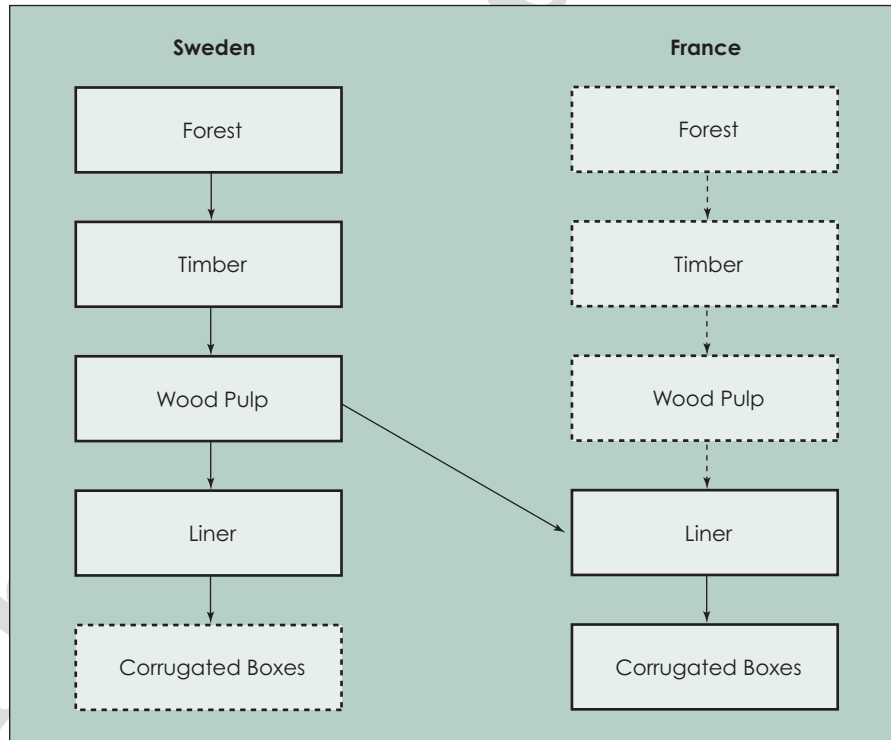 Sweden
France
Forest
Forest
Timber
Timber
Wood Pulp
Wood Pulp
Liner
Liner
Corrugated Boxes
Corrugated Boxes